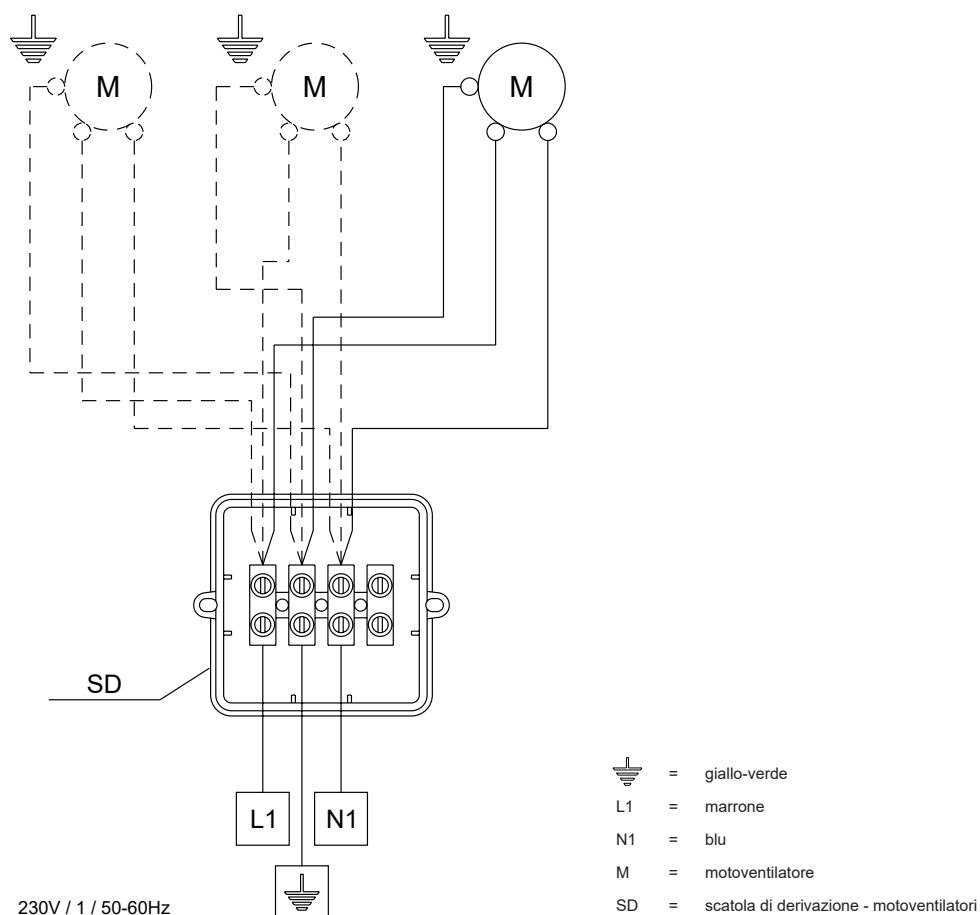 M M M
SD
L1 N1
= giallo-verde
L1 = marrone
N1 = blu
M = motoventilatore
SD = scatola di derivazione - motoventilatori
230V / 1 / 50-60Hz